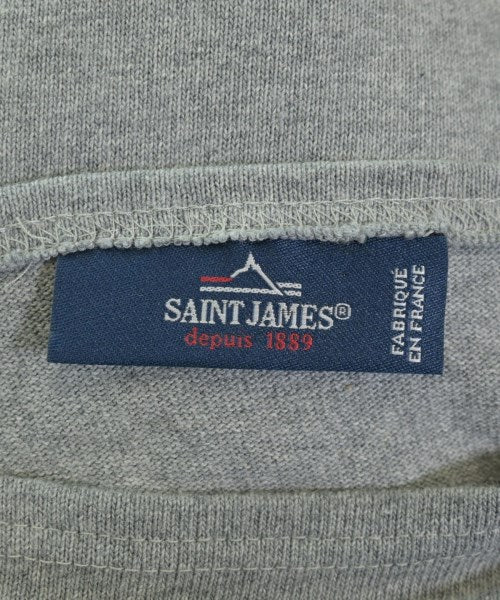 SAINT JAMES®
depuis 1889
FABRIQUÉ
EN FRANCE